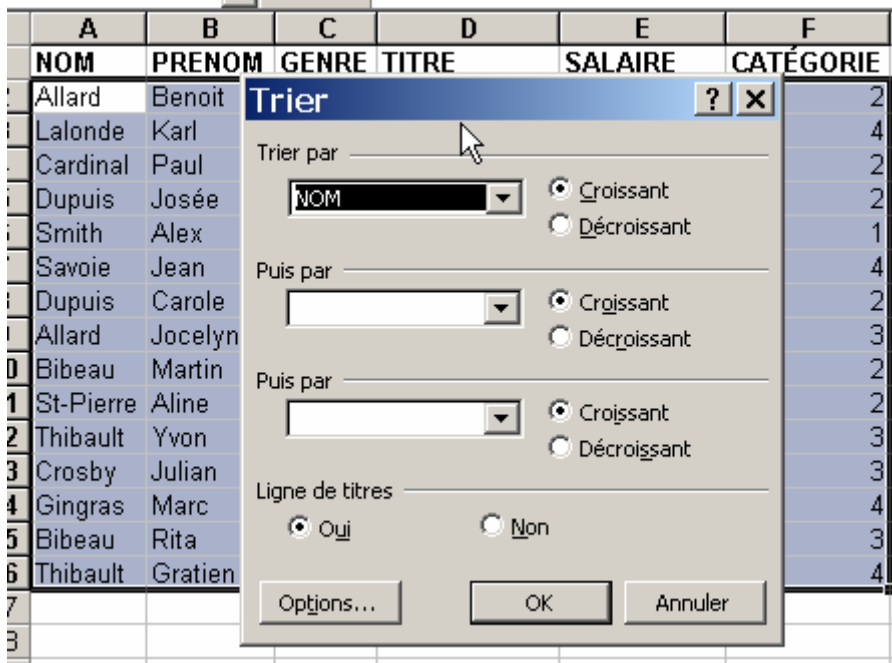 A B C D E F
NOM PRENOM GENRE TITRE SALAIRE CATÉGORIE
Allard Benoit 2
Lalonde Karl 4
Cardinal Paul 2
Dupuis Josée 2
Smith Alex 1
Savoie Jean 4
Dupuis Carole 2
Allard Jocelyn 3
Bibeau Martin 2
St-Pierre Aline 2
Thibault Yvon 3
Crosby Julian 3
Gingras Marc 4
Bibeau Rita 3
Thibault Gratien 4
Trier ? X
Trier par
NOM Croissant
Décroissant
Puis par
Croissant
Décroissant
Puis par
Croissant
Décroissant
Ligne de titres
Oui Non
Options... OK Annuler